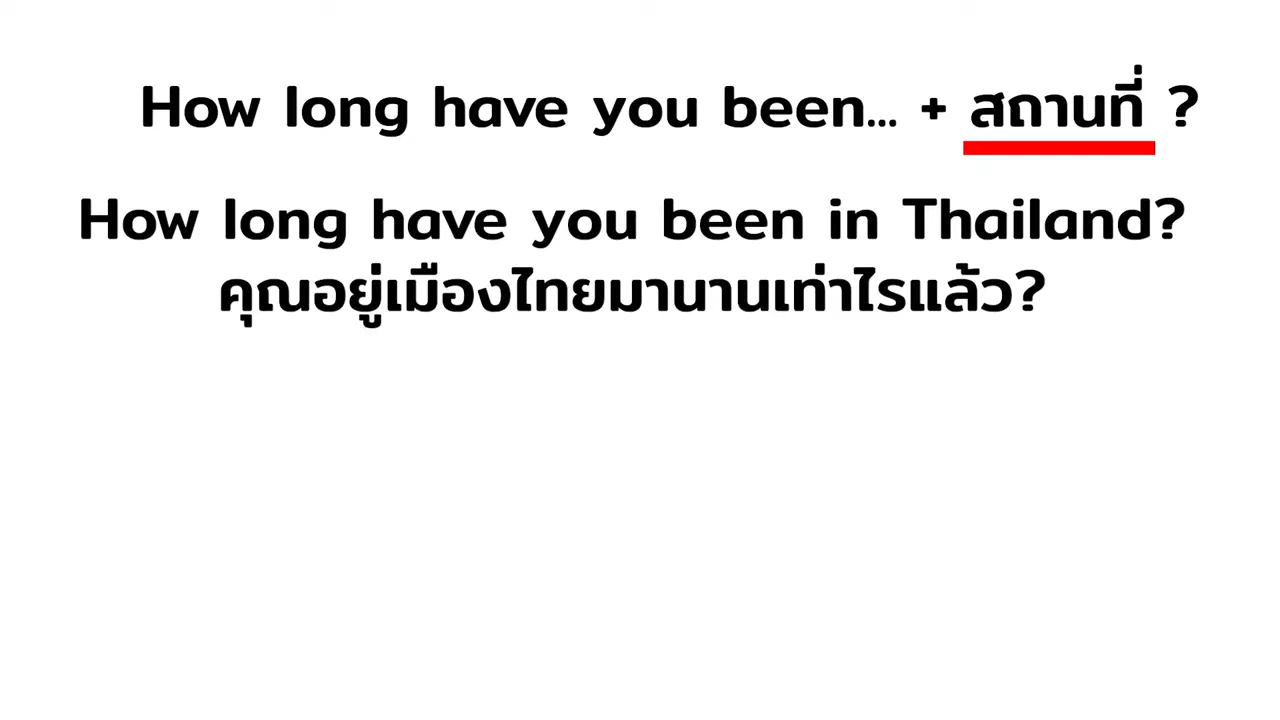 How long have you been... + สถานที่ ?
How long have you been in Thailand?
คุณอยู่เมืองไทยมานานเท่าไรแล้ว?